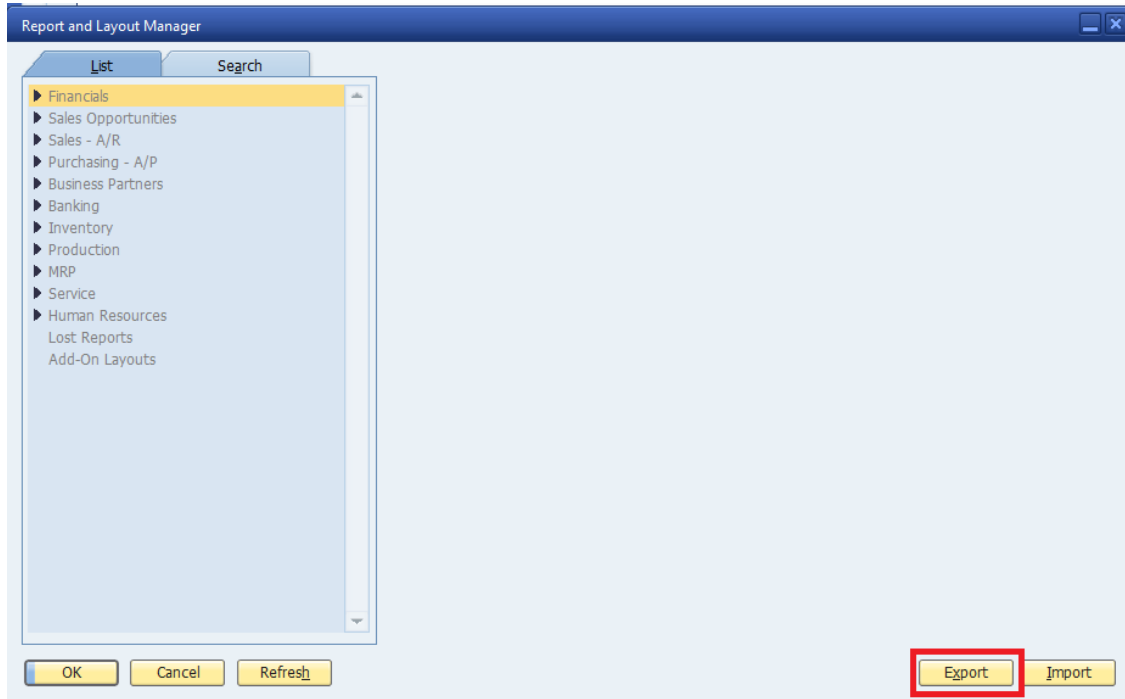 Report and Layout Manager
List Search
Financials
Sales Opportunities
Sales - A/R
Purchasing - A/P
Business Partners
Banking
Inventory
Production
MRP
Service
Human Resources
Lost Reports
Add-On Layouts
OK Cancel Refresh Export Import